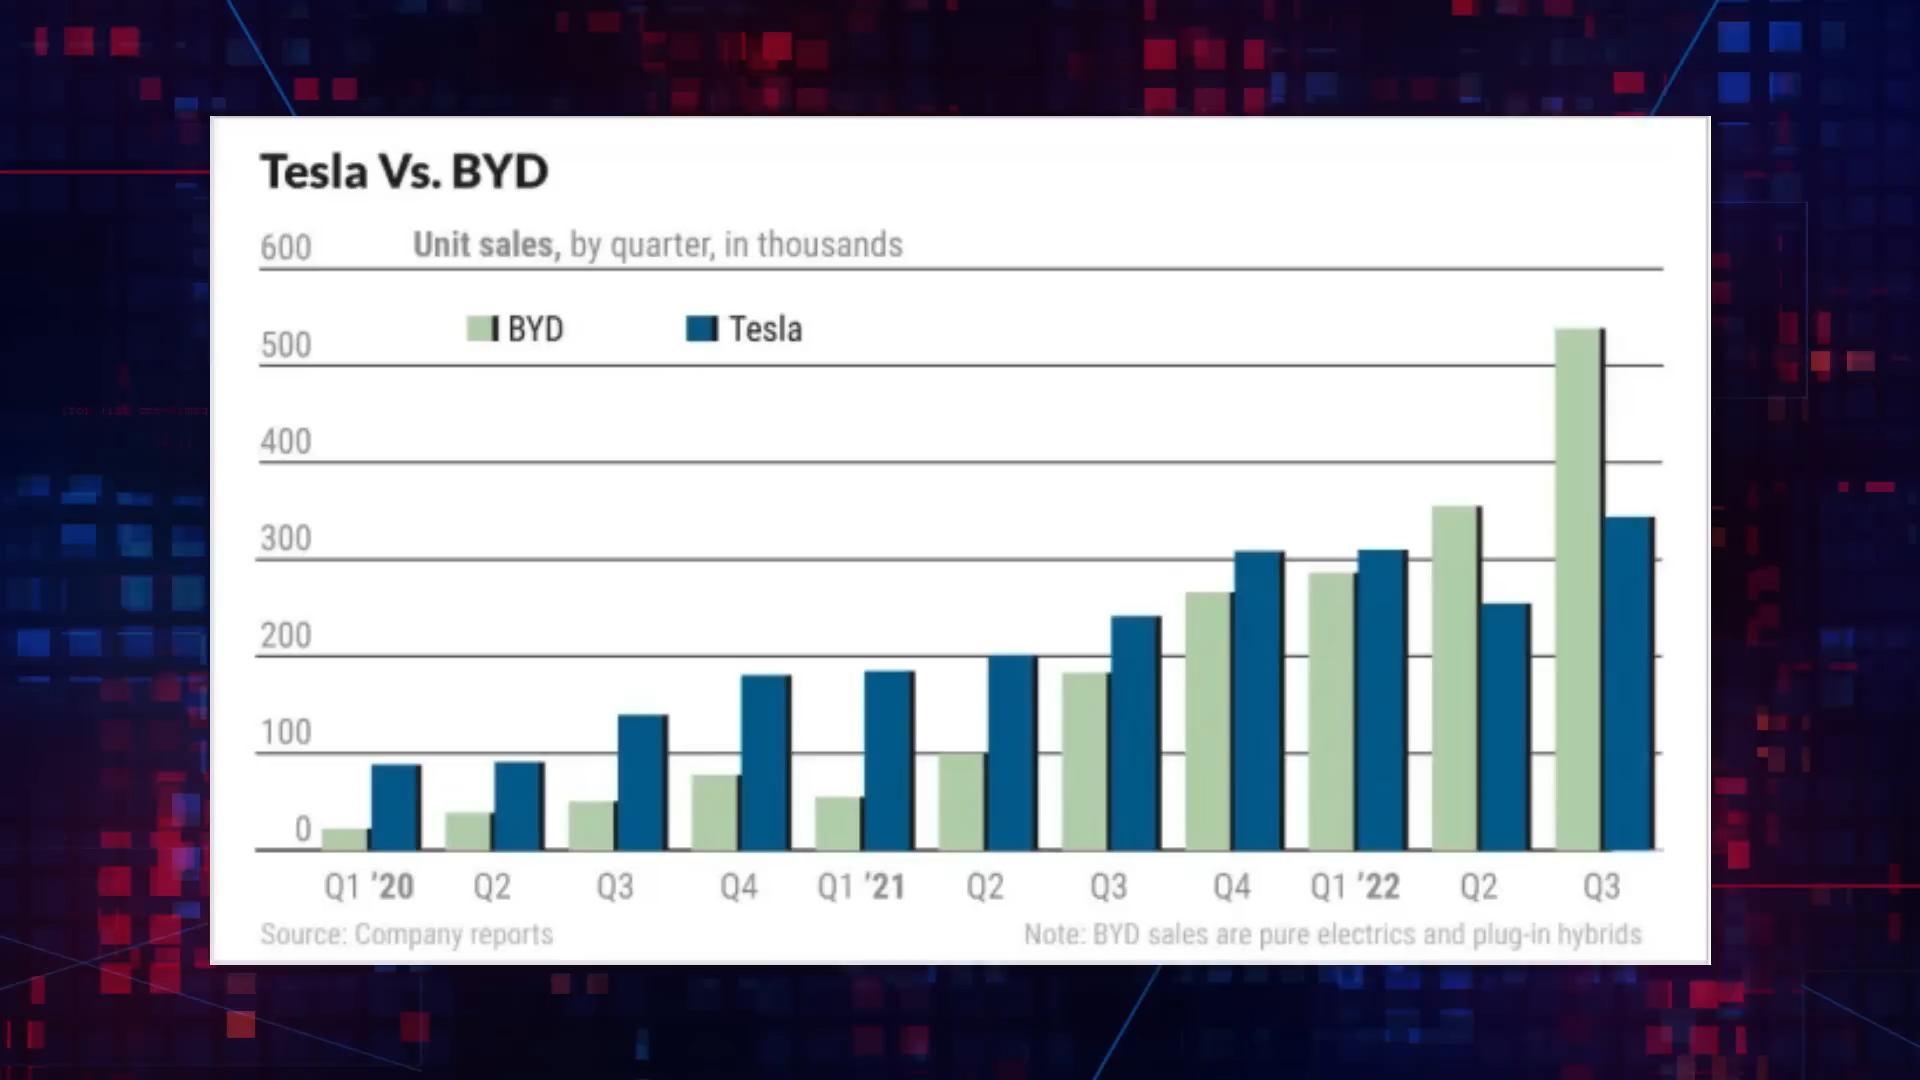 Tesla Vs. BYD
600 Unit sales, by quarter, in thousands
BYD Tesla
500
400
300
200
100
0
Q1 ’20 Q2 Q3 Q4 Q1 ’21 Q2 Q3 Q4 Q1 ’22 Q2 Q3
Source: Company reports Note: BYD sales are pure electrics and plug-in hybrids